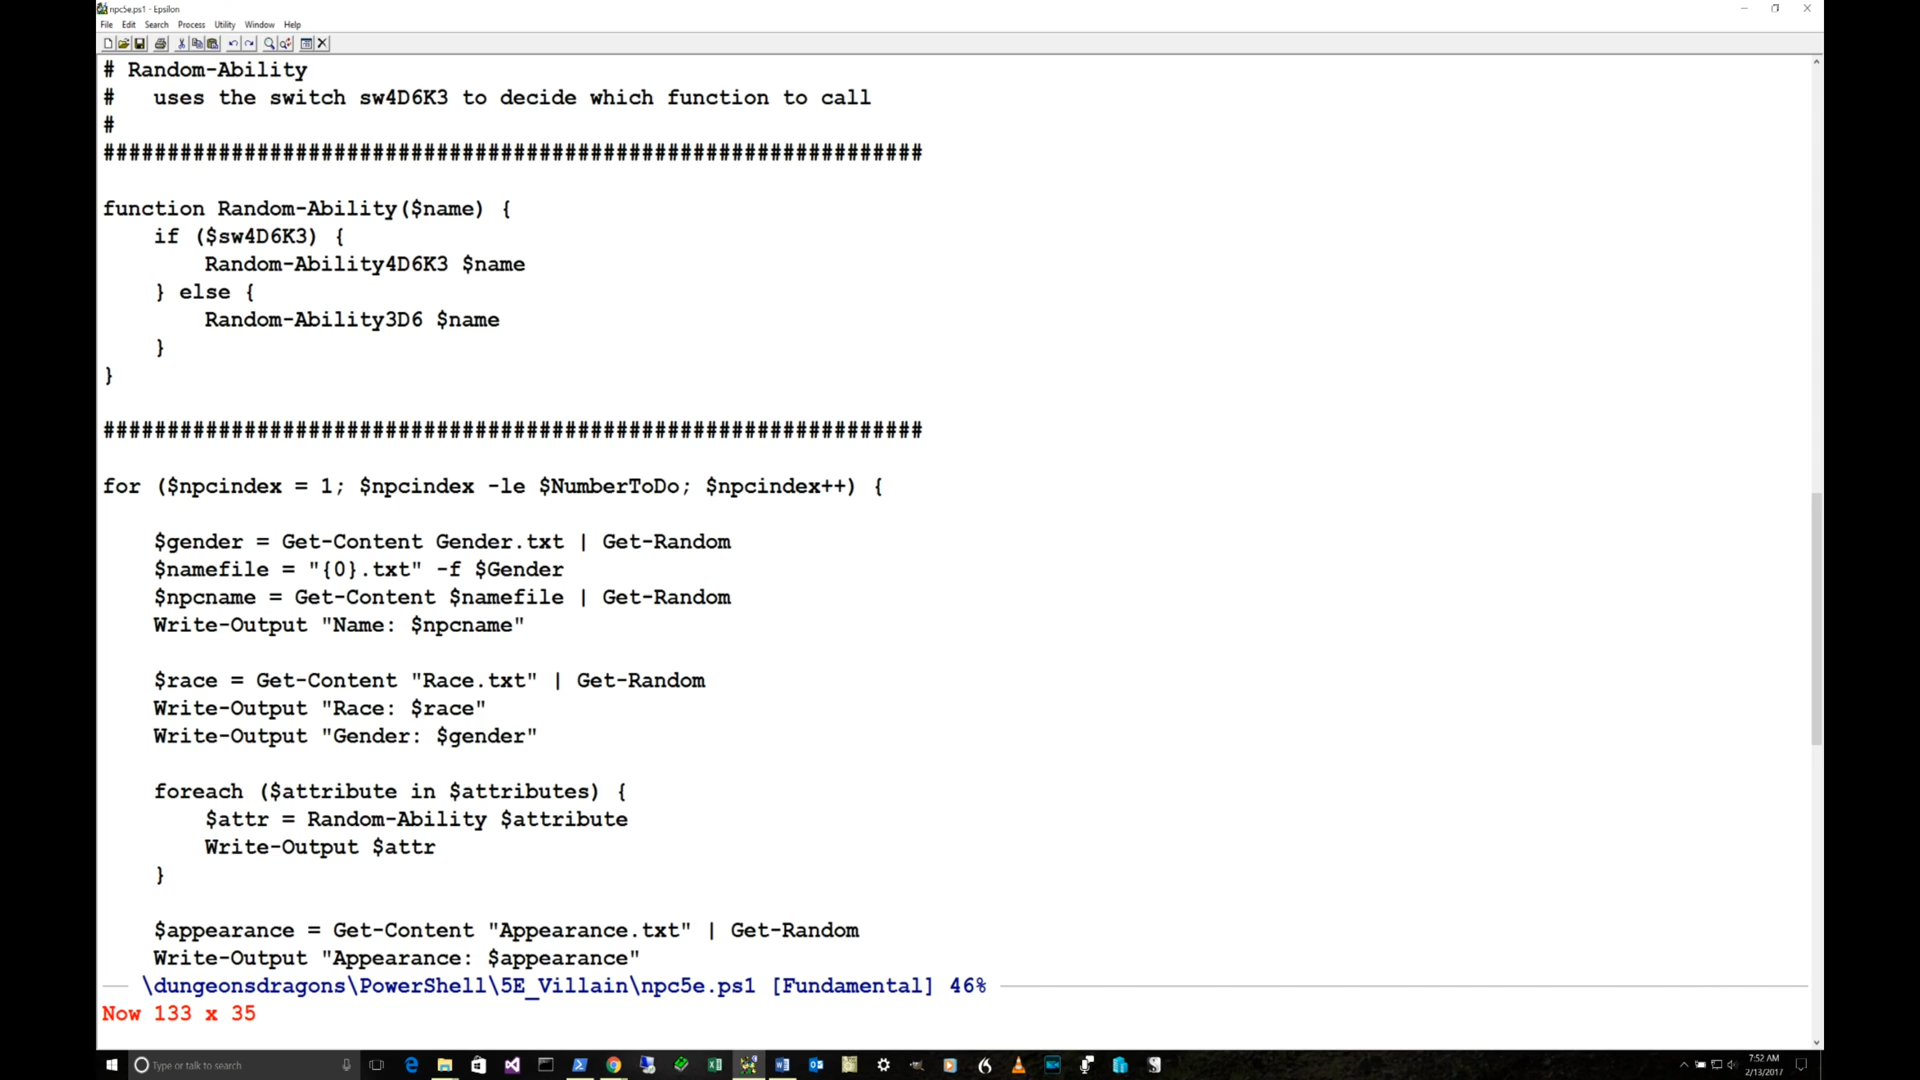 npc5e.ps1 - Epsilon
File Edit Search Process Utility Window Help
# Random-Ability
#   uses the switch sw4D6K3 to decide which function to call
#
################################################################
function Random-Ability($name) {
    if ($sw4D6K3) {
        Random-Ability4D6K3 $name
    } else {
        Random-Ability3D6 $name
    }
}
################################################################
for ($npcindex = 1; $npcindex -le $NumberToDo; $npcindex++) {
    $gender = Get-Content Gender.txt | Get-Random
    $namefile = "{0}.txt" -f $Gender
    $npcname = Get-Content $namefile | Get-Random
    Write-Output "Name: $npcname"
    $race = Get-Content "Race.txt" | Get-Random
    Write-Output "Race: $race"
    Write-Output "Gender: $gender"
    foreach ($attribute in $attributes) {
        $attr = Random-Ability $attribute
        Write-Output $attr
    }
    $appearance = Get-Content "Appearance.txt" | Get-Random
    Write-Output "Appearance: $appearance"
\dungeonsdragons\PowerShell\5E_Villain\npc5e.ps1 [Fundamental] 46%
Now 133 x 35
Type or talk to search
7:52 AM
2/13/2017